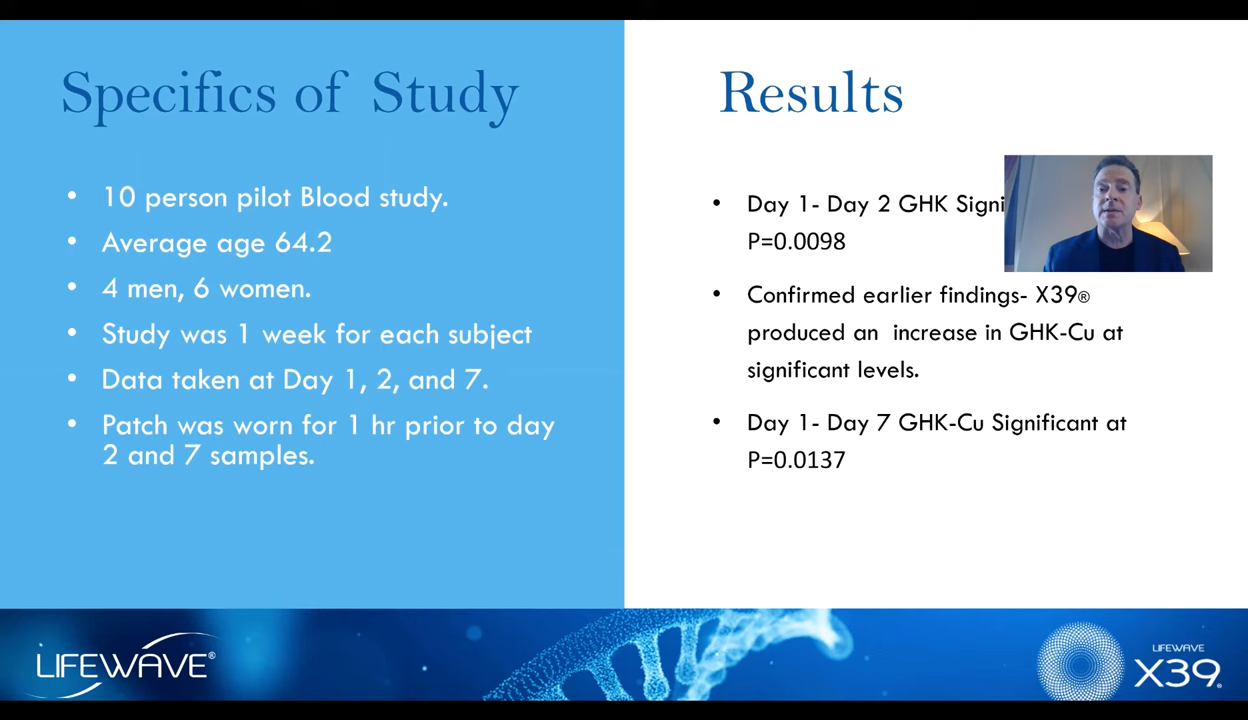 Specifics of Study
• 10 person pilot Blood study.
• Average age 64.2
• 4 men, 6 women.
• Study was 1 week for each subject
• Data taken at Day 1, 2, and 7.
• Patch was worn for 1 hr prior to day
2 and 7 samples.
Results
• Day 1- Day 2 GHK
P=0.0098
• Confirmed earlier findings- X39®
produced an increase in GHK-Cu at
significant levels.
• Day 1- Day 7 GHK-Cu Significant at
P=0.0137
LIFEWAVE®
LIFEWAVE
X39®